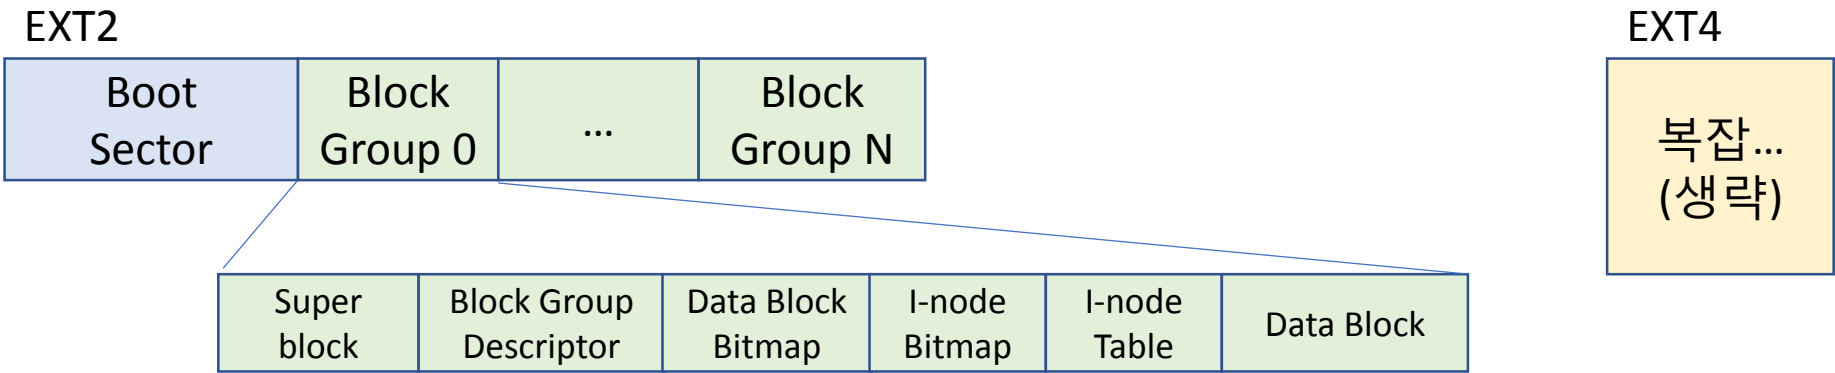 EXT2
EXT4
Boot
Sector
Block
Group 0
...
Block
Group N
복잡...
(생략)
Super
block
Block Group
Descriptor
Data Block
Bitmap
I-node
Bitmap
I-node
Table
Data Block